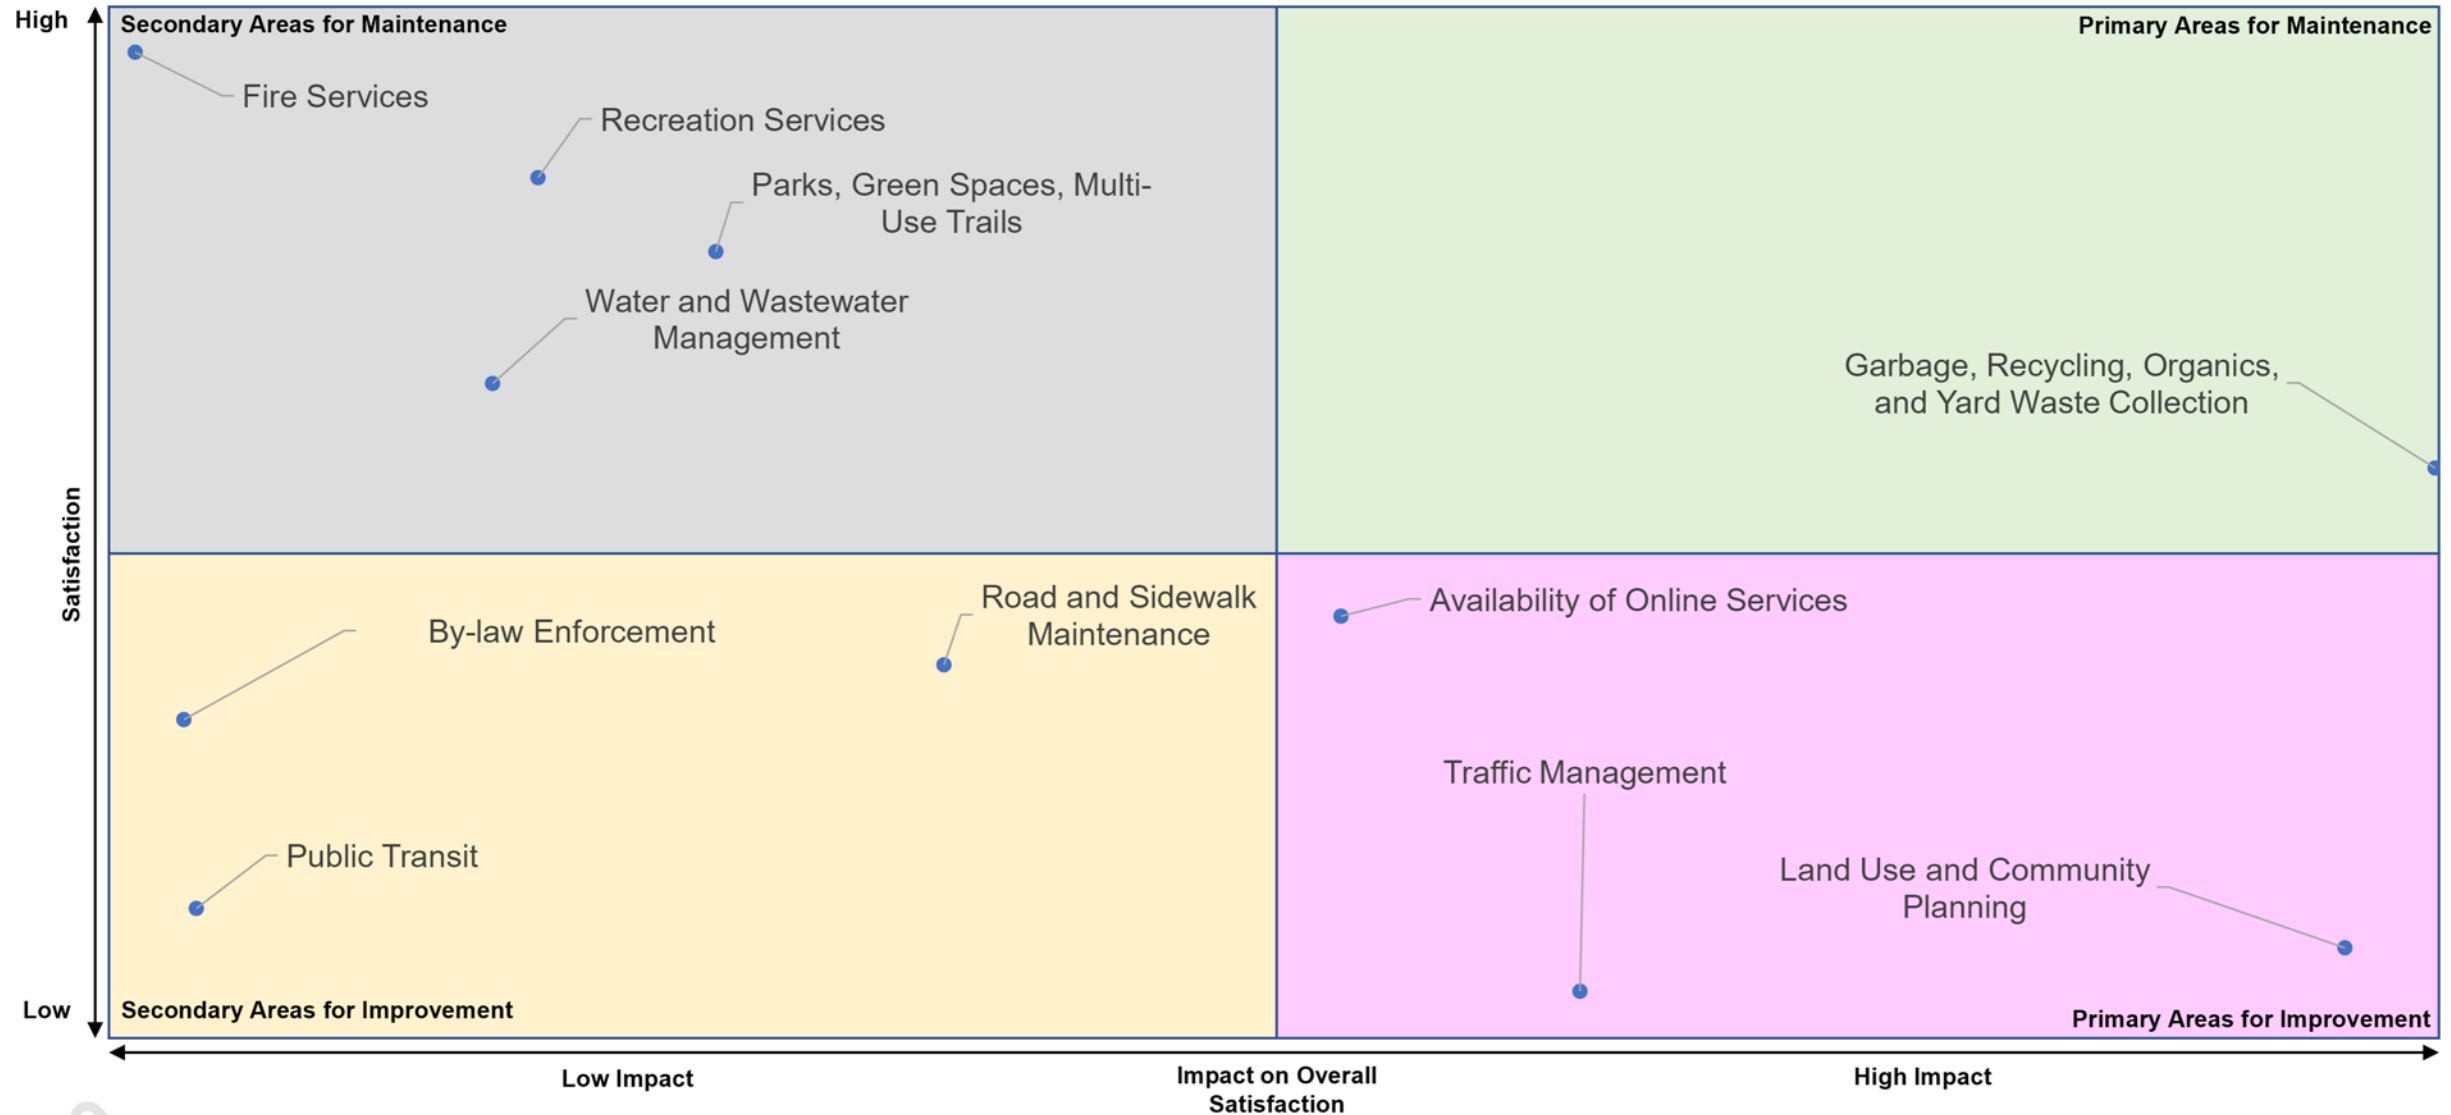 High
Secondary Areas for Maintenance
Primary Areas for Maintenance
Fire Services
Recreation Services
Parks, Green Spaces, Multi-
Use Trails
Water and Wastewater
Management
Garbage, Recycling, Organics,
and Yard Waste Collection
Satisfaction
Road and Sidewalk
Maintenance
By-law Enforcement
Availability of Online Services
Traffic Management
Public Transit
Land Use and Community
Planning
Low
Secondary Areas for Improvement
Primary Areas for Improvement
Low Impact
Impact on Overall
Satisfaction
High Impact